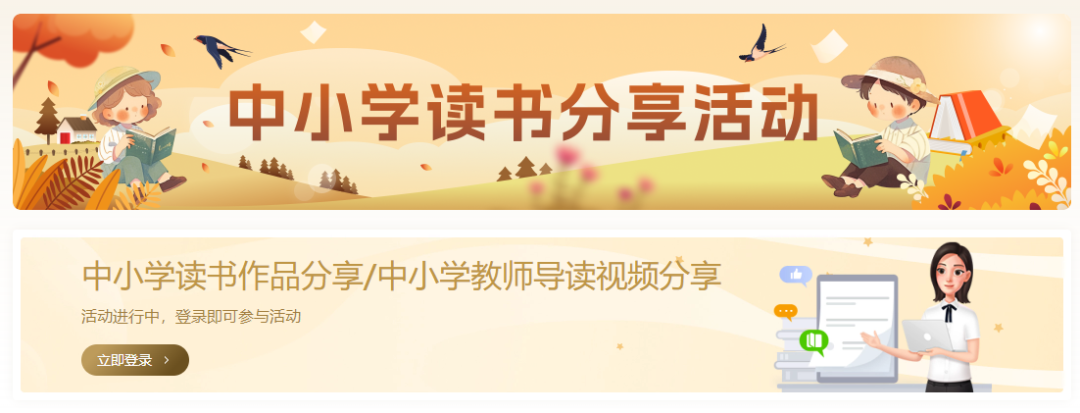 中小学读书分享活动
中小学读书作品分享/中小学教师导读视频分享
活动进行中，登录即可参与活动
立即登录 >